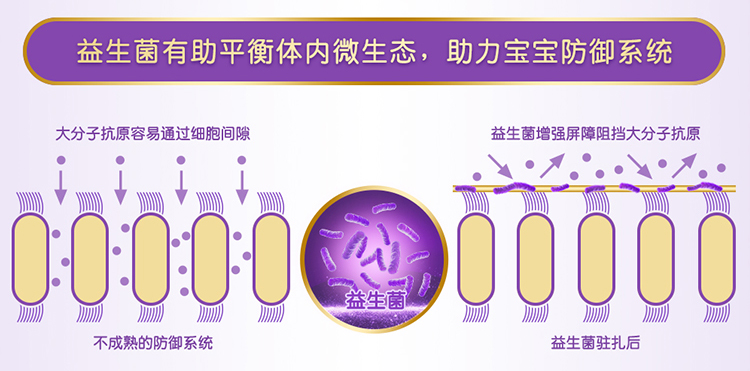 益生菌有助平衡体内微生态，助力宝宝防御系统
大分子抗原容易通过细胞间隙
益生菌增强屏障阻挡大分子抗原
益生菌
不成熟的防御系统
益生菌驻扎后